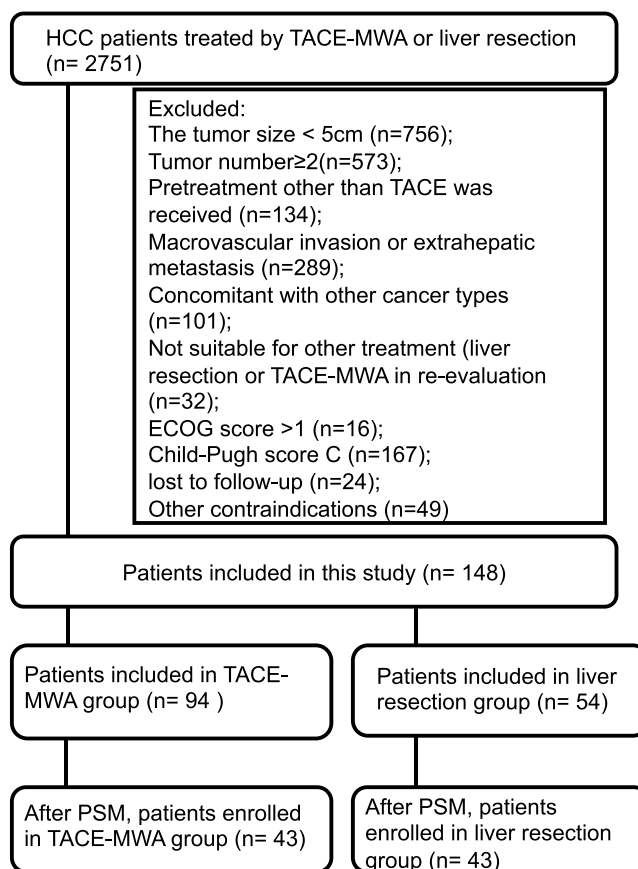 HCC patients treated by TACE-MWA or liver resection
(n= 2751)
Excluded:
The tumor size < 5cm (n=756);
Tumor number≥2(n=573);
Pretreatment other than TACE was
received (n=134);
Macrovascular invasion or extrahepatic
metastasis (n=289);
Concomitant with other cancer types
(n=101);
Not suitable for other treatment (liver
resection or TACE-MWA in re-evaluation
(n=32);
ECOG score >1 (n=16);
Child-Pugh score C (n=167);
lost to follow-up (n=24);
Other contraindications (n=49)
Patients included in this study (n= 148)
Patients included in TACE-
MWA group (n= 94 )
Patients included in liver
resection group (n= 54)
After PSM, patients enrolled
in TACE-MWA group (n= 43)
After PSM, patients
enrolled in liver resection
group (n= 43)